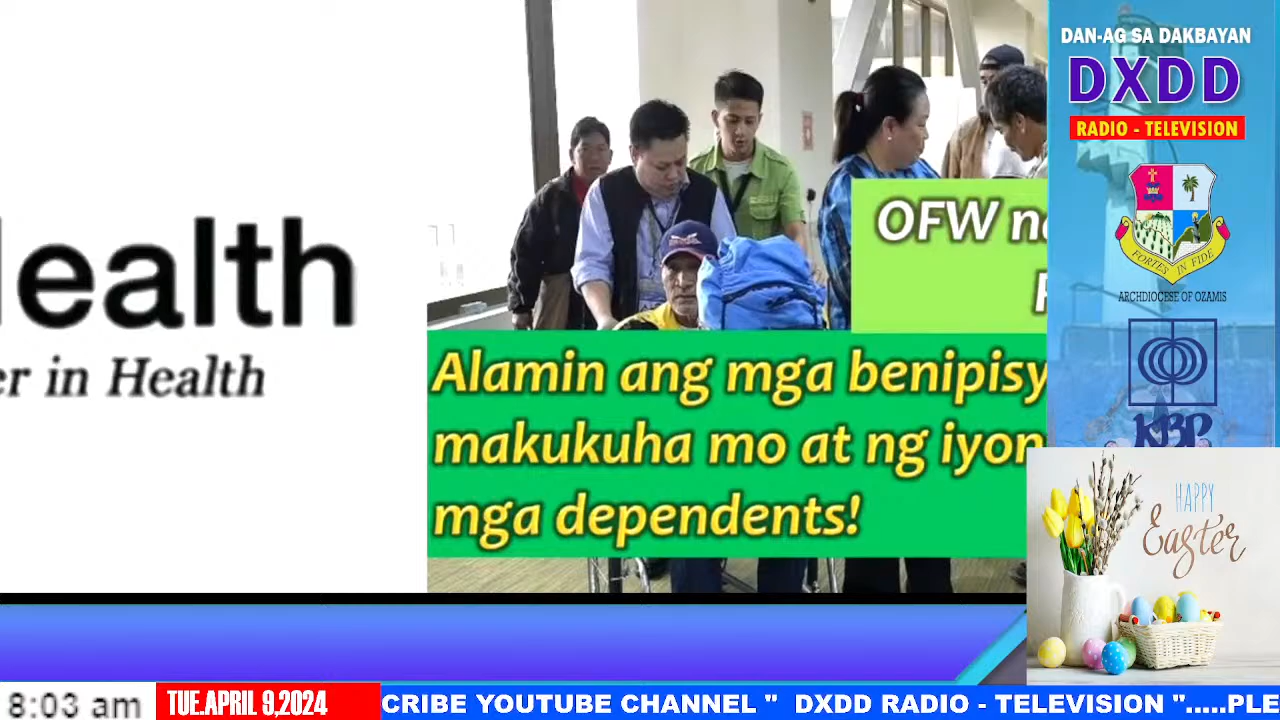 ealth
er in Health
OFW
Alamin ang mga benipisy
makukuha mo at ng iyon
mga dependents!
DAN-AG SA DAKBAYAN
DXDD
RADIO - TELEVISION
FORTES IN FIDE
ARCHDIOCESE OF OZAMIS
KBP
HAPPY
Easter
8:03 am
TUE.APRIL 9,2024
CRIBE YOUTUBE CHANNEL " DXDD RADIO - TELEVISION ".....PLE